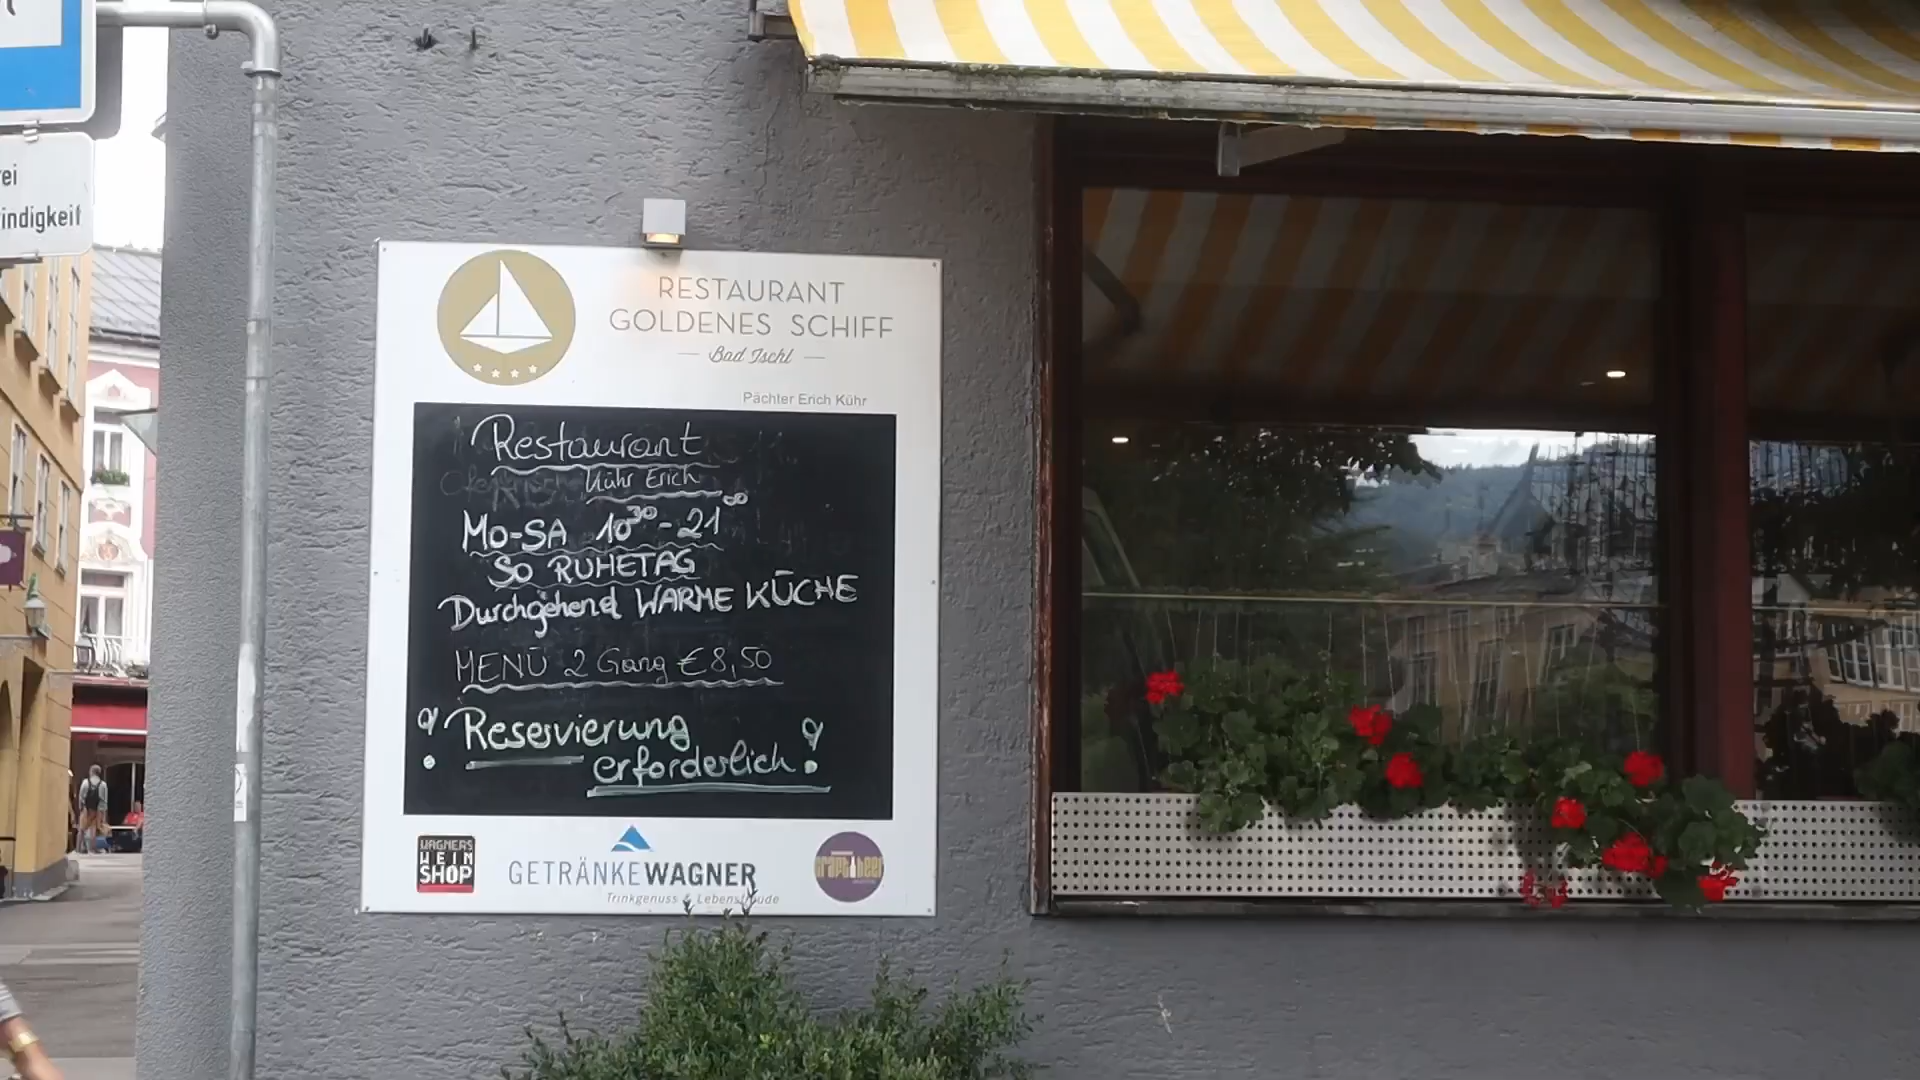 indigkeit
RESTAURANT
GOLDENES SCHIFF
Bad Ischl
Pächter Erich Kühr
Restaurant
Kühr Erich
MO-SA 10³⁰-21⁰⁰
SO RUHETAG
Durchgehend WARME KÜCHE
MENÜ 2 Gang €8,50
! Reservierung
erforderlich !
WAGNERS
WEIN
SHOP
GETRÄNKEWAGNER
Trinkgenuss & Lebensfreude